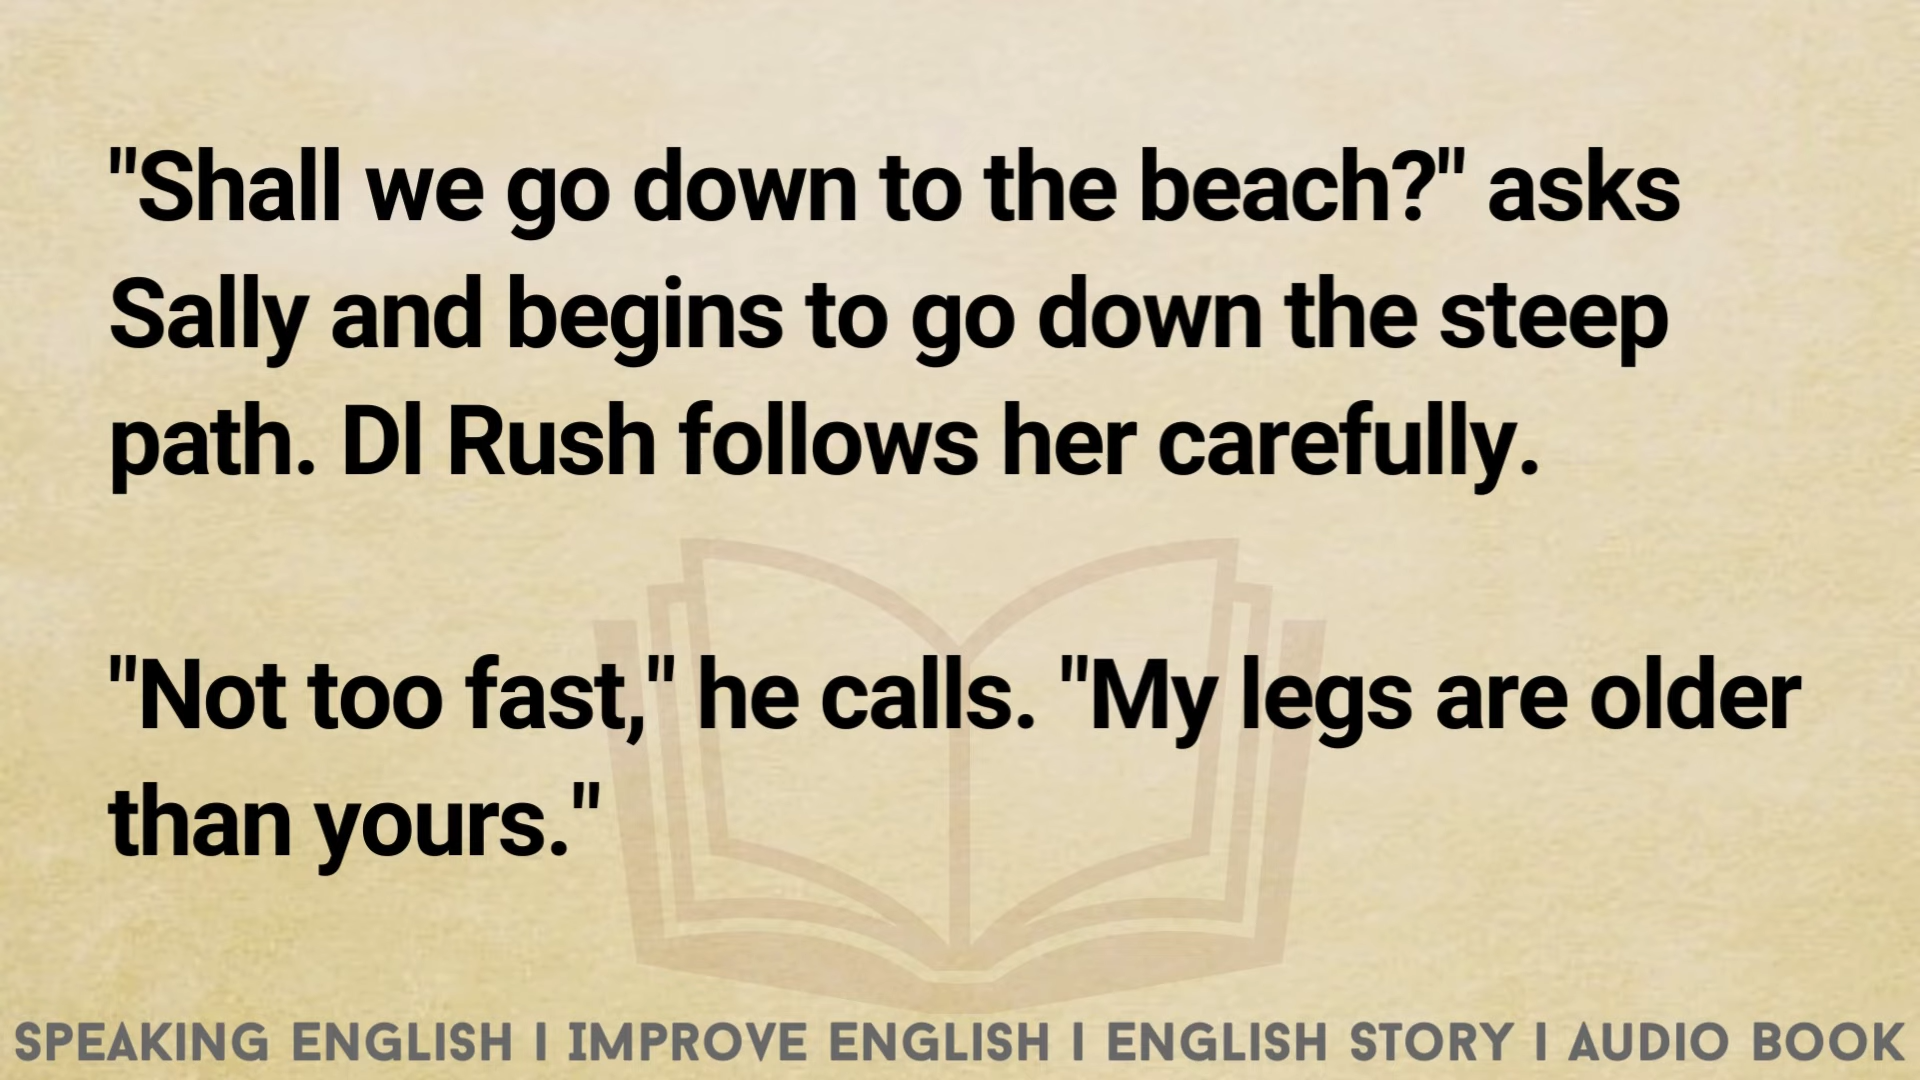 "Shall we go down to the beach?" asks
Sally and begins to go down the steep
path. Dl Rush follows her carefully.
"Not too fast," he calls. "My legs are older
than yours."
SPEAKING ENGLISH I IMPROVE ENGLISH I ENGLISH STORY I AUDIO BOOK